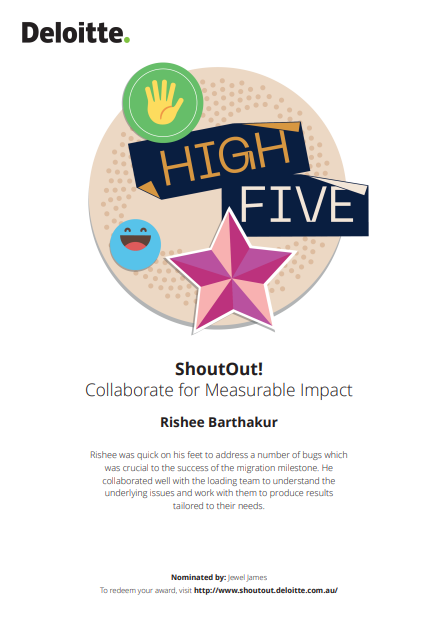 Deloitte.
HIGH
FIVE
ShoutOut!
Collaborate for Measurable Impact
Rishee Barthakur
Rishee was quick on his feet to address a number of bugs which
was crucial to the success of the migration milestone. He
collaborated well with the loading team to understand the
underlying issues and work with them to produce results
tailored to their needs.
Nominated by: Jewel James
To redeem your award, visit http://www.shoutout.deloitte.com.au/